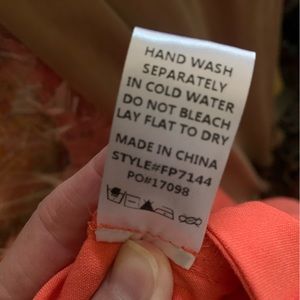 HAND WASH
SEPARATELY
IN COLD WATER
DO NOT BLEACH
LAY FLAT TO DRY
MADE IN CHINA
STYLE#FP7144
PO#17098